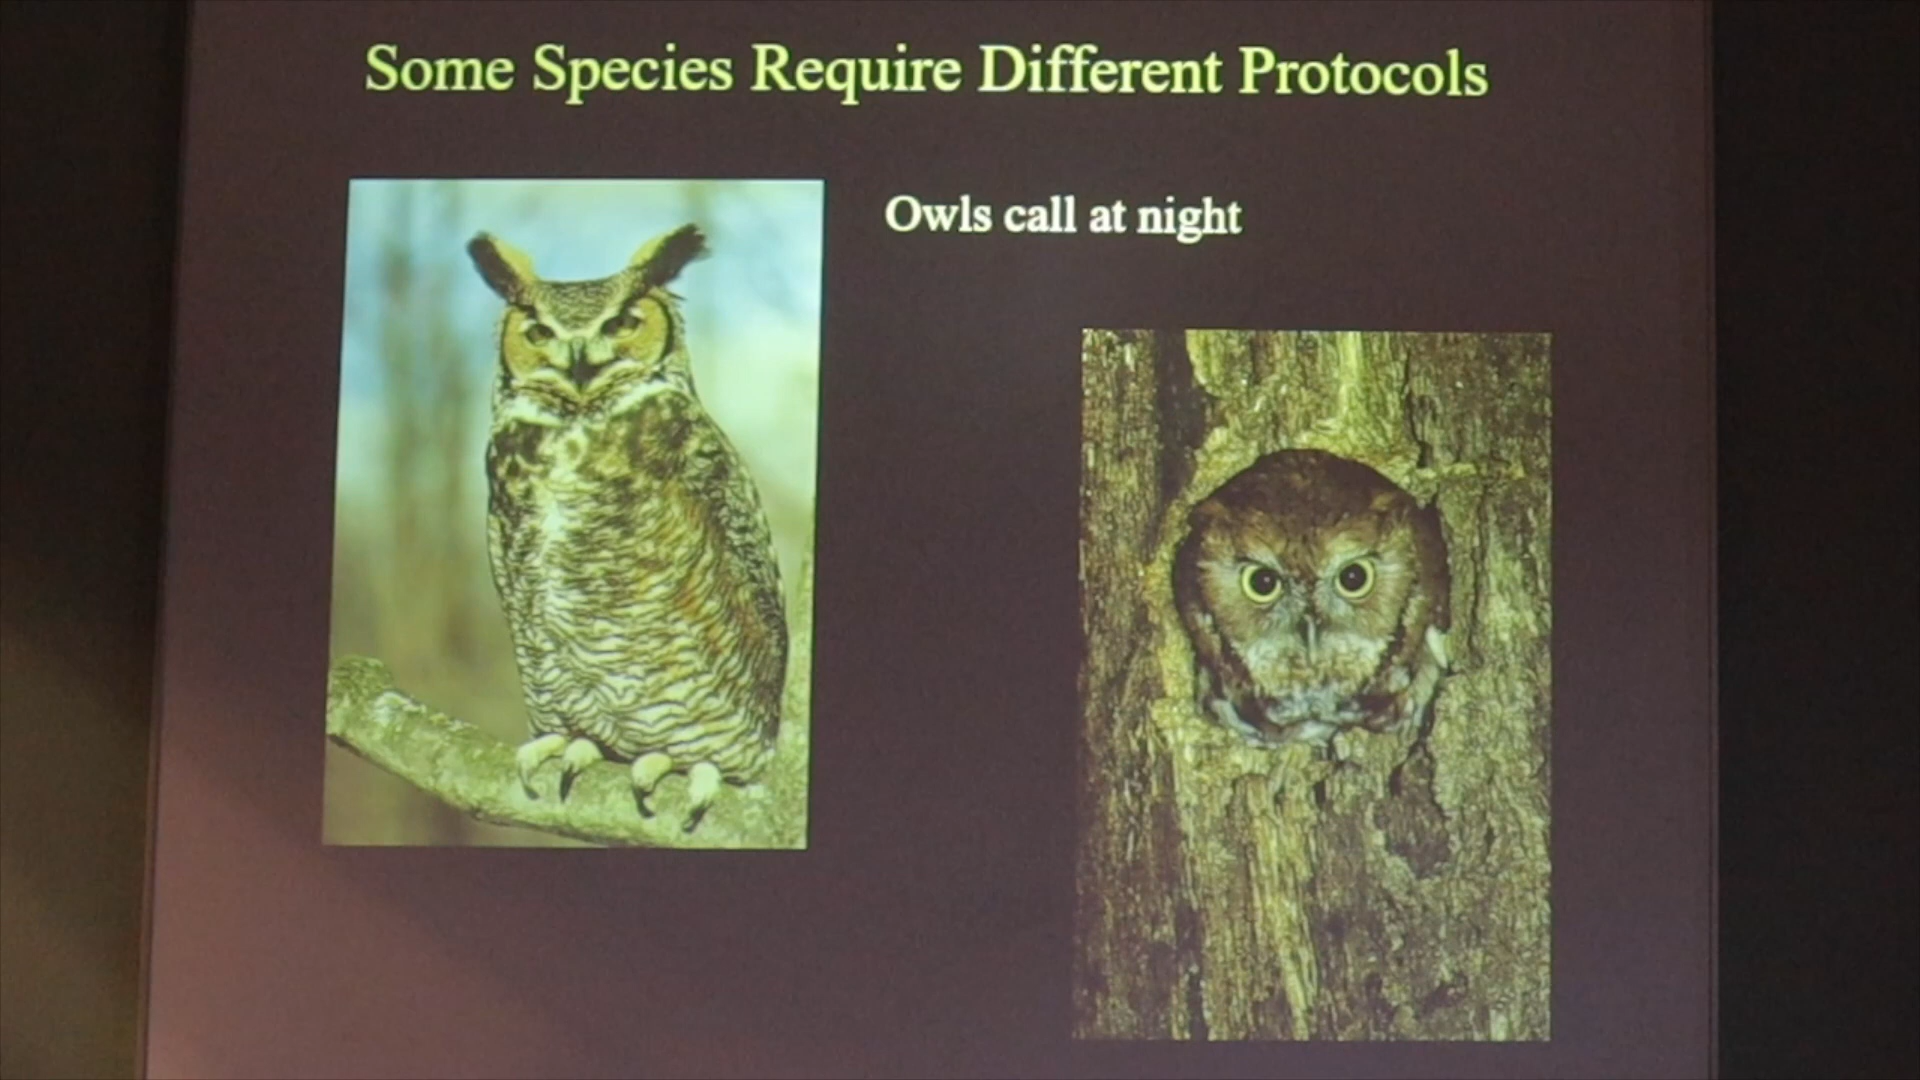 Some Species Require Different Protocols
Owls call at night